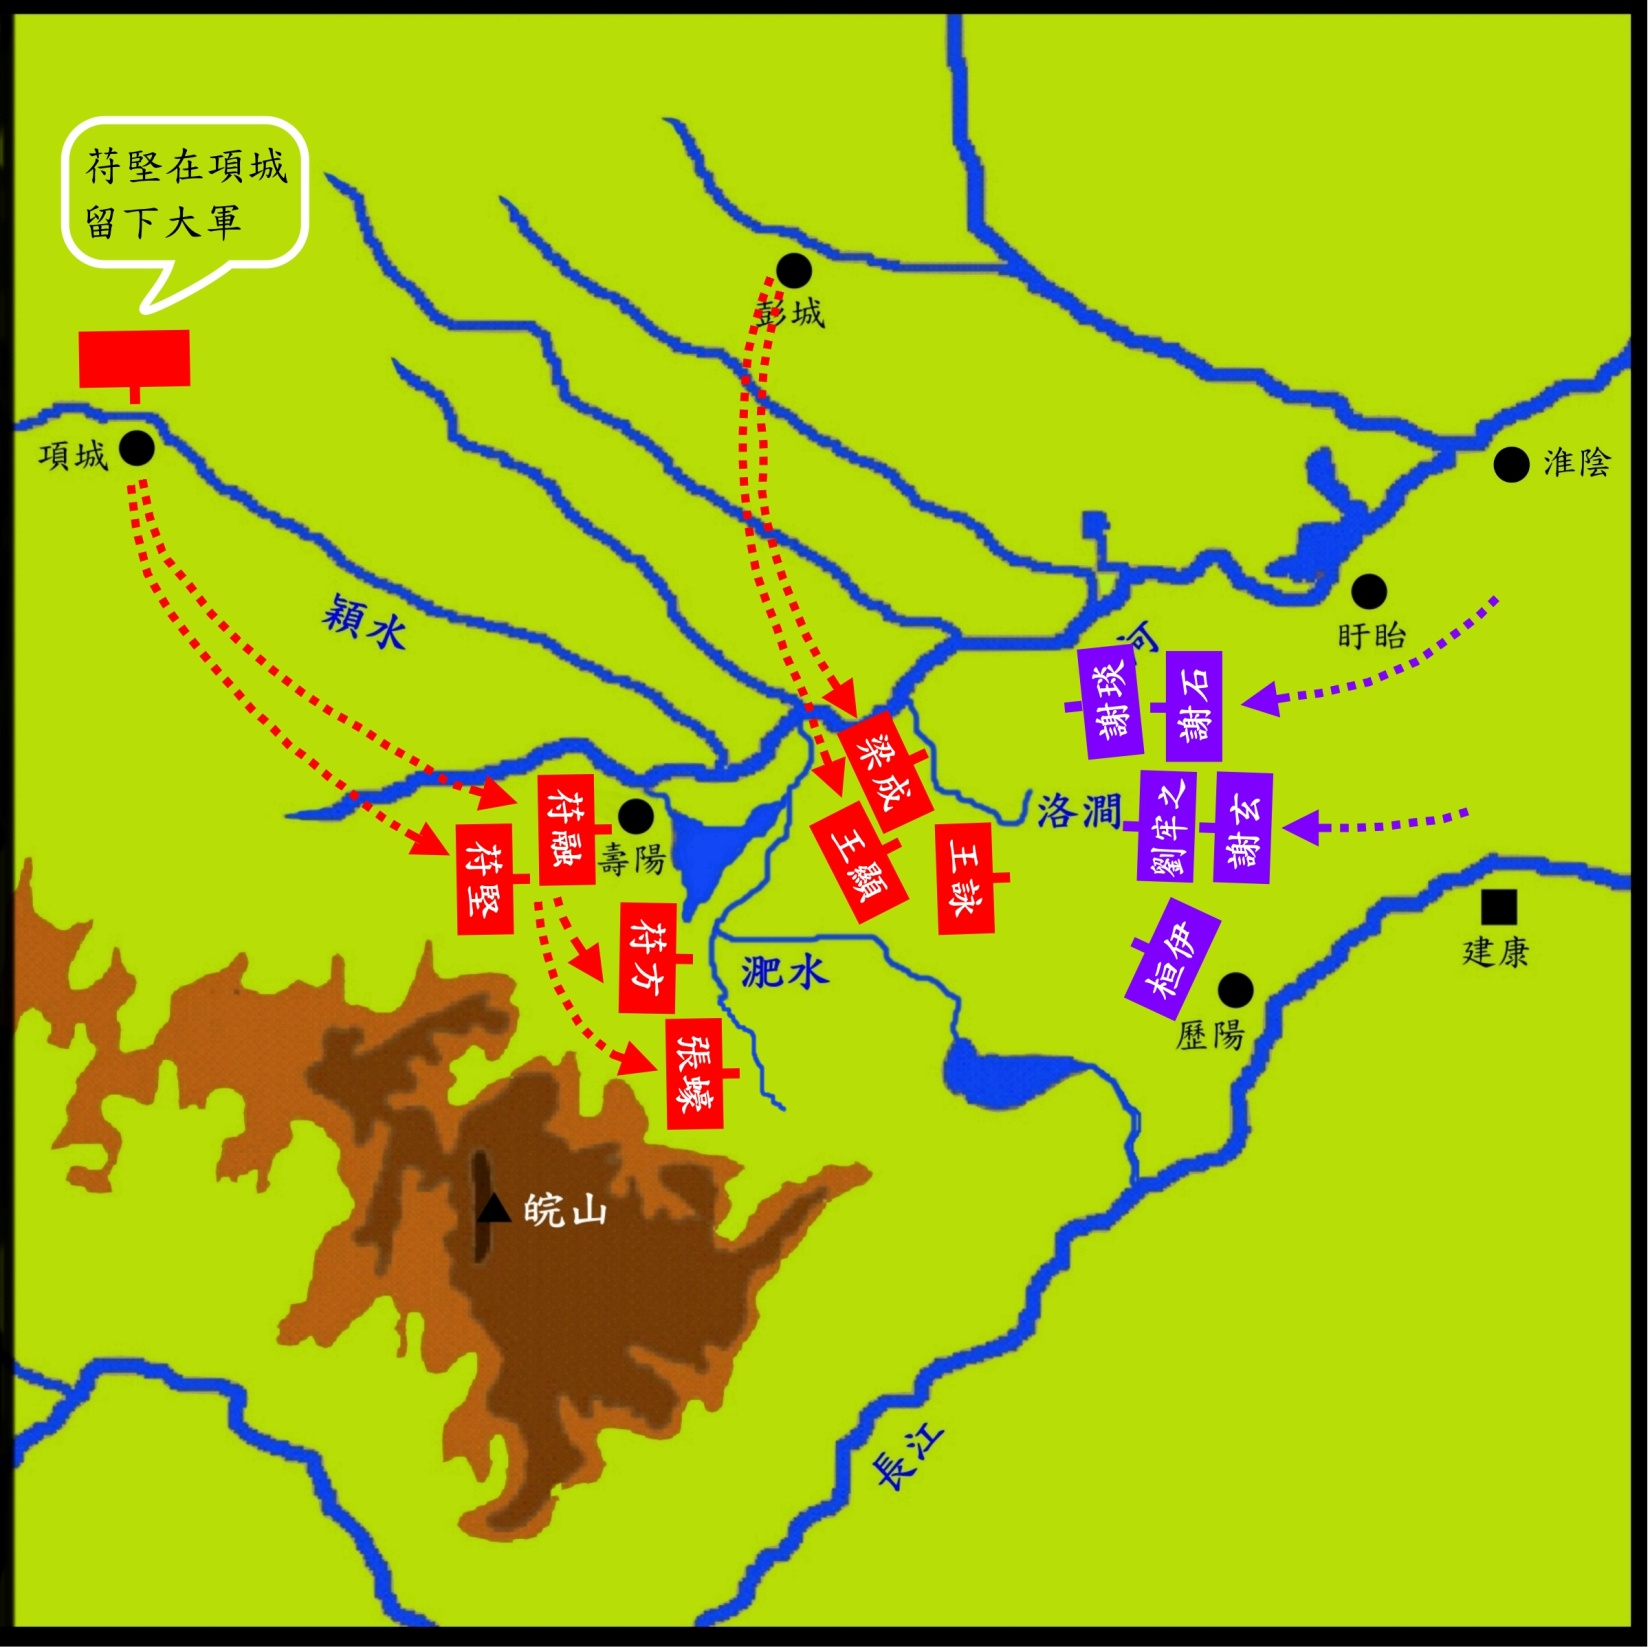 苻堅在項城
留下大軍
彭城
項城
淮陰
盱眙
潁水
河
謝琰
謝石
梁成
王顯
王詠
洛澗
劉牢之
謝玄
苻融
苻堅
壽陽
苻方
張蠔
淝水
桓伊
歷陽
建康
皖山
長江